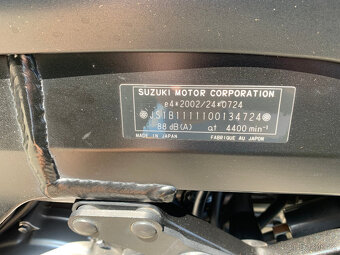 SUZUKI MOTOR CORPORATION
e4*2002/24*0724
JS1B1111100134724
88 dB(A) at 4400 min⁻¹
MADE IN JAPAN FABRIQUE AU JAPON